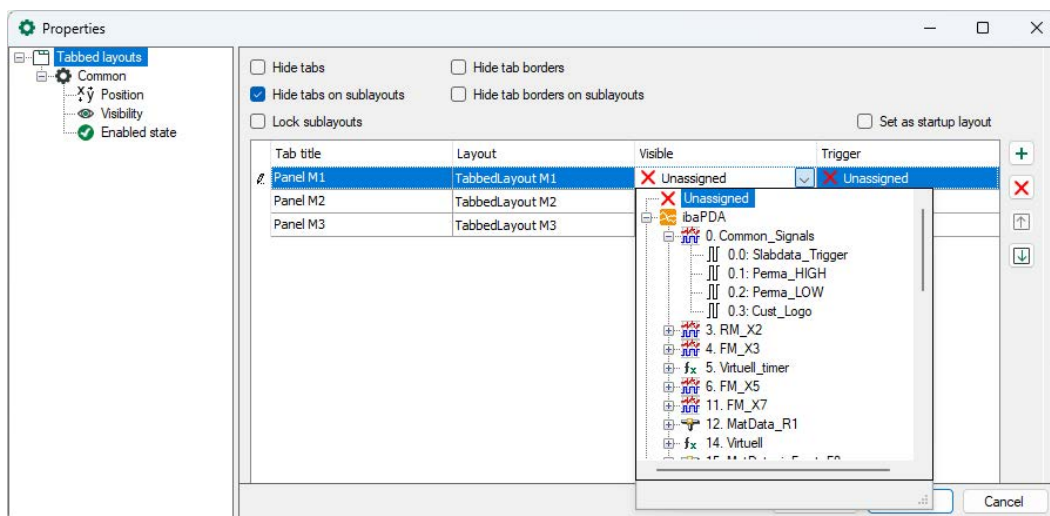 Properties
Tabbed layouts
Common
Position
Visibility
Enabled state
Hide tabs
Hide tab borders
Hide tabs on sublayouts
Hide tab borders on sublayouts
Lock sublayouts
Set as startup layout
Tab title Layout Visible Trigger
Panel M1 TabbedLayout M1 Unassigned Unassigned
Panel M2 TabbedLayout M2
Panel M3 TabbedLayout M3
Unassigned
ibaPDA
0. Common_Signals
0.0: Slabdata_Trigger
0.1: Perma_HIGH
0.2: Perma_LOW
0.3: Cust_Logo
3. RM_X2
4. FM_X3
5. Virtuell_timer
6. FM_X5
11. FM_X7
12. MatData_R1
14. Virtuell
Cancel